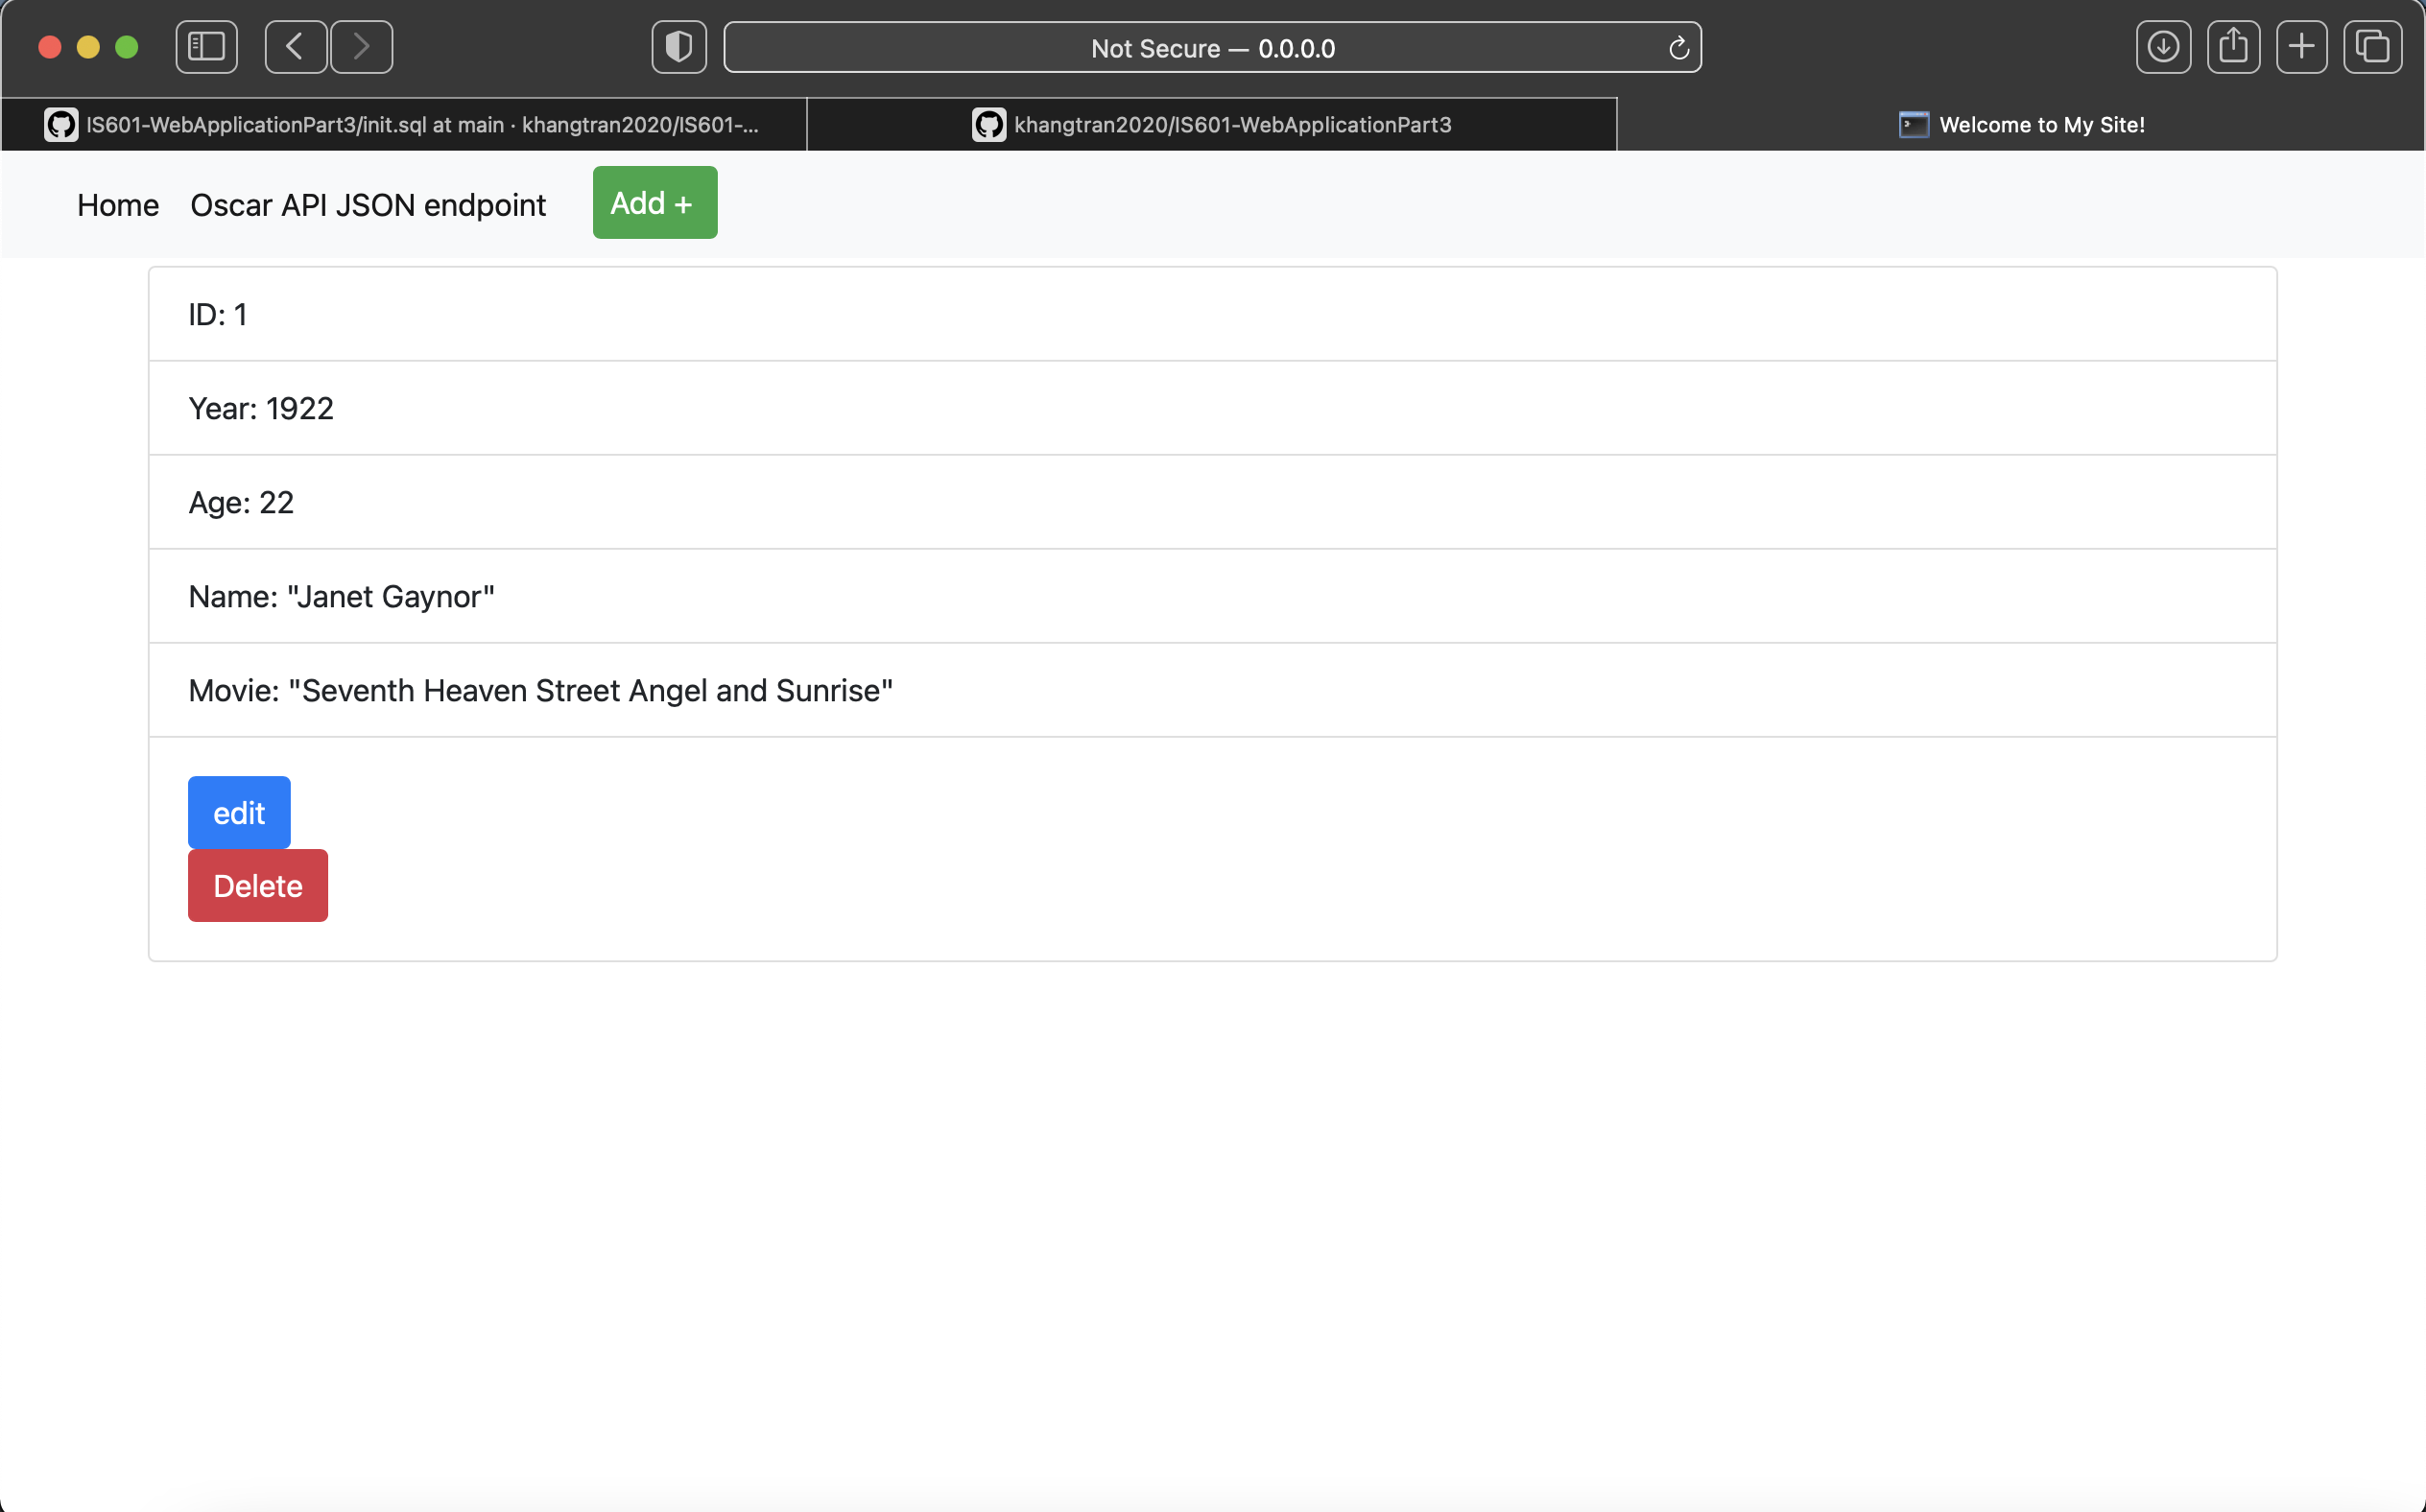 Not Secure — 0.0.0.0
IS601-WebApplicationPart3/init.sql at main · khangtran2020/IS601-...
khangtran2020/IS601-WebApplicationPart3
Welcome to My Site!
Home Oscar API JSON endpoint Add +
ID: 1
Year: 1922
Age: 22
Name: "Janet Gaynor"
Movie: "Seventh Heaven Street Angel and Sunrise"
edit
Delete